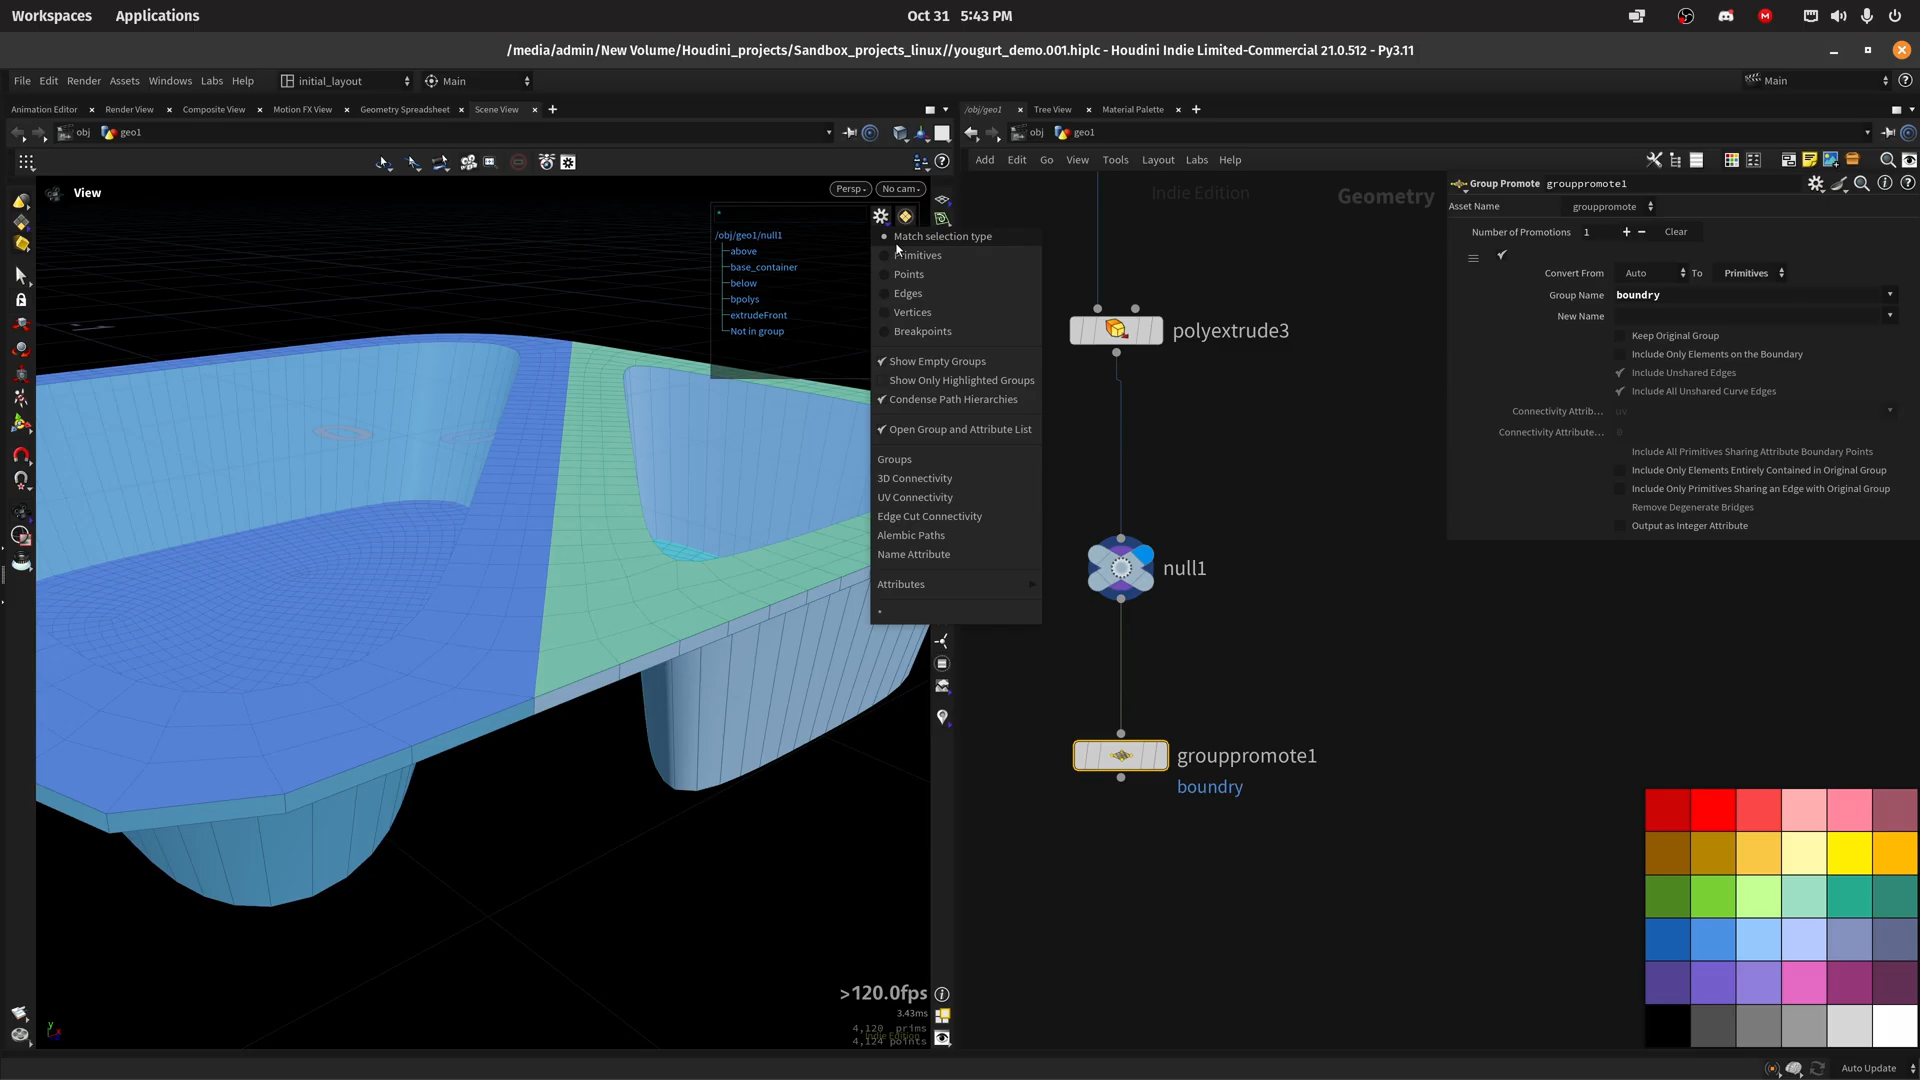 Workspaces Applications Oct 31 5:43 PM
/media/admin/New Volume/Houdini_projects/Sandbox_projects_linux//yougurt_demo.001.hiplc - Houdini Indie Limited-Commercial 21.0.512 - Py3.11
File Edit Render Assets Windows Labs Help initial_layout Main Main
Animation Editor Render View Composite View Motion FX View Geometry Spreadsheet Scene View
/obj/geo1 Tree View Material Palette
obj geo1
obj geo1
Add Edit Go View Tools Layout Labs Help
View
Persp No cam
*
/obj/geo1/null1
above
base_container
below
bpolys
extrudeFront
Not in group
Match selection type
Primitives
Points
Edges
Vertices
Breakpoints
Show Empty Groups
Show Only Highlighted Groups
Condense Path Hierarchies
Open Group and Attribute List
Groups
3D Connectivity
UV Connectivity
Edge Cut Connectivity
Alembic Paths
Name Attribute
Attributes
*
>120.0fps
3.43ms
4,120 prims
Indie Edition
4,124 points
Indie Edition
Geometry
polyextrude3
null1
grouppromote1
boundry
Group Promote grouppromote1
Asset Name grouppromote
Number of Promotions 1 Clear
Convert From Auto To Primitives
Group Name boundry
New Name
Keep Original Group
Include Only Elements on the Boundary
Include Unshared Edges
Include All Unshared Curve Edges
Connectivity Attrib... uv
Connectivity Attribute... 0
Include All Primitives Sharing Attribute Boundary Points
Include Only Elements Entirely Contained in Original Group
Include Only Primitives Sharing an Edge with Original Group
Remove Degenerate Bridges
Output as Integer Attribute
Auto Update